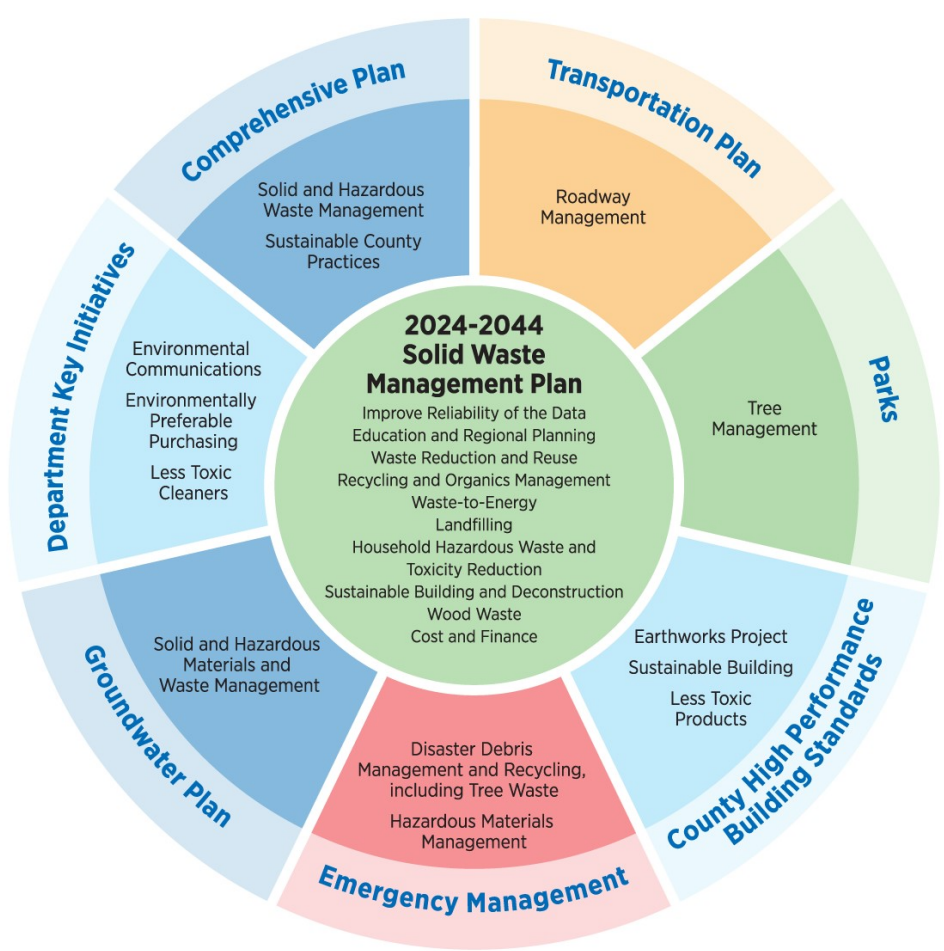 Comprehensive Plan
Solid and Hazardous
Waste Management
Sustainable County
Practices
Transportation Plan
Roadway
Management
Parks
Tree
Management
County High Performance
Building Standards
Earthworks Project
Sustainable Building
Less Toxic
Products
Emergency Management
Disaster Debris
Management and Recycling,
including Tree Waste
Hazardous Materials
Management
Groundwater Plan
Solid and Hazardous
Materials and
Waste Management
Department Key Initiatives
Environmental
Communications
Environmentally
Preferable
Purchasing
Less Toxic
Cleaners
2024-2044
Solid Waste
Management Plan
Improve Reliability of the Data
Education and Regional Planning
Waste Reduction and Reuse
Recycling and Organics Management
Waste-to-Energy
Landfilling
Household Hazardous Waste and
Toxicity Reduction
Sustainable Building and Deconstruction
Wood Waste
Cost and Finance